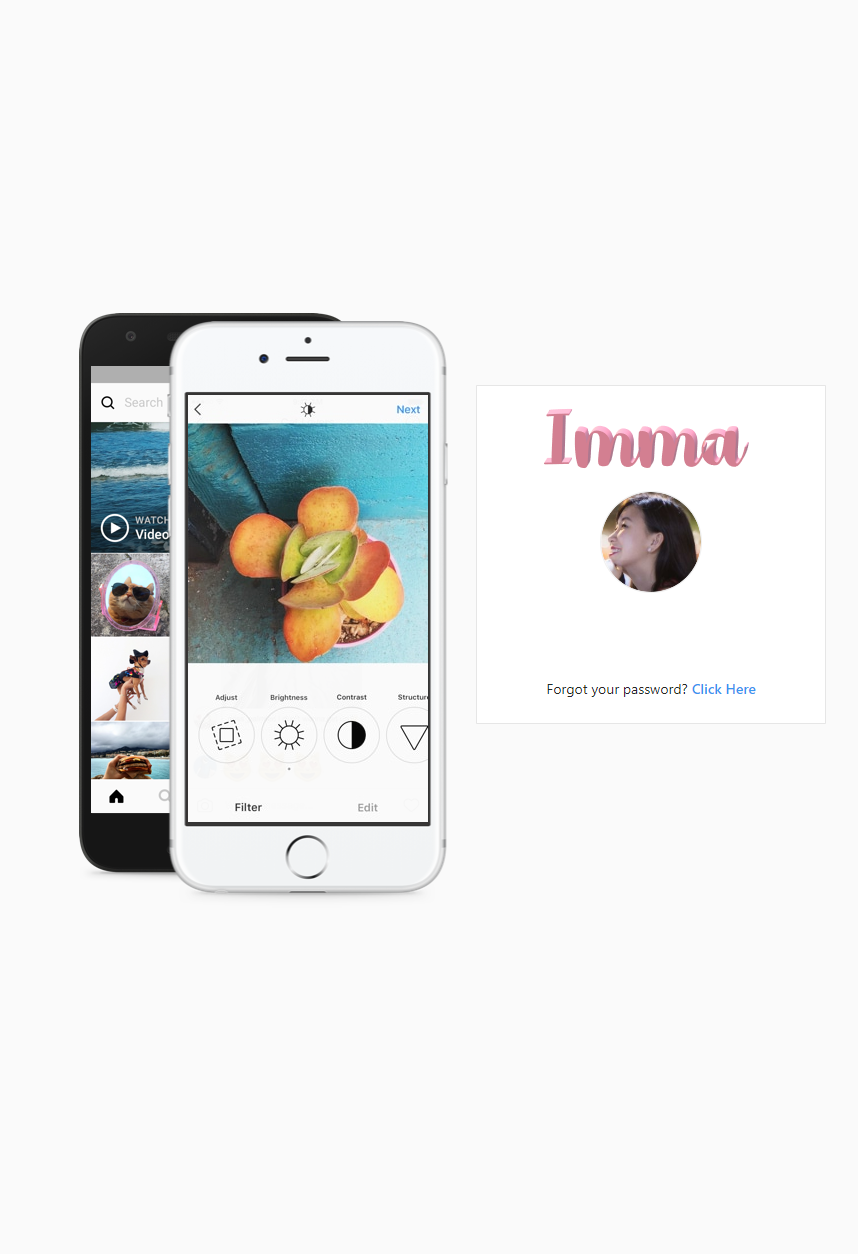 Search
WATCH
Video
Next
Adjust
Brightness
Contrast
Structure
Filter
Edit
Imma
Forgot your password? Click Here